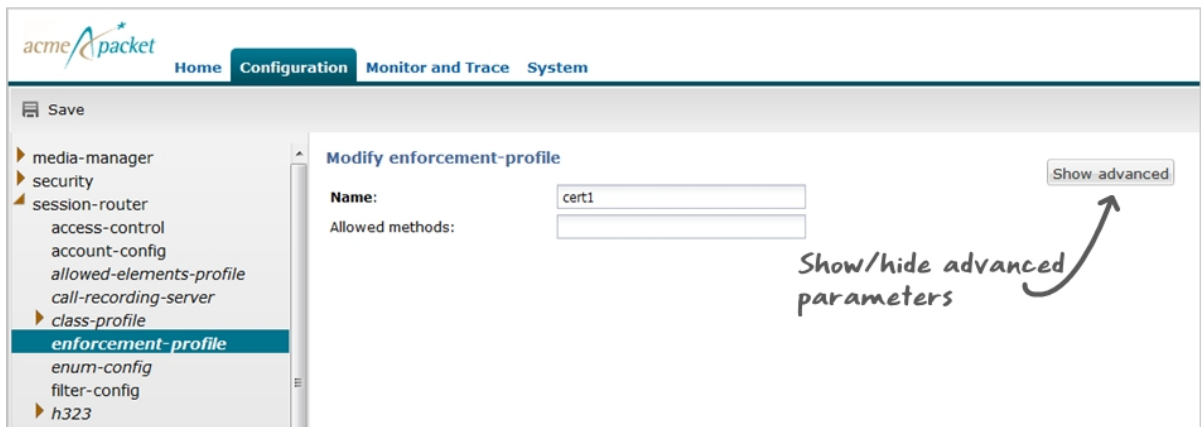 acme packet
Home Configuration Monitor and Trace System
Save
media-manager
security
session-router
access-control
account-config
allowed-elements-profile
call-recording-server
class-profile
enforcement-profile
enum-config
filter-config
h323
Modify enforcement-profile
Show advanced
Name: cert1
Allowed methods:
Show/hide advanced
parameters